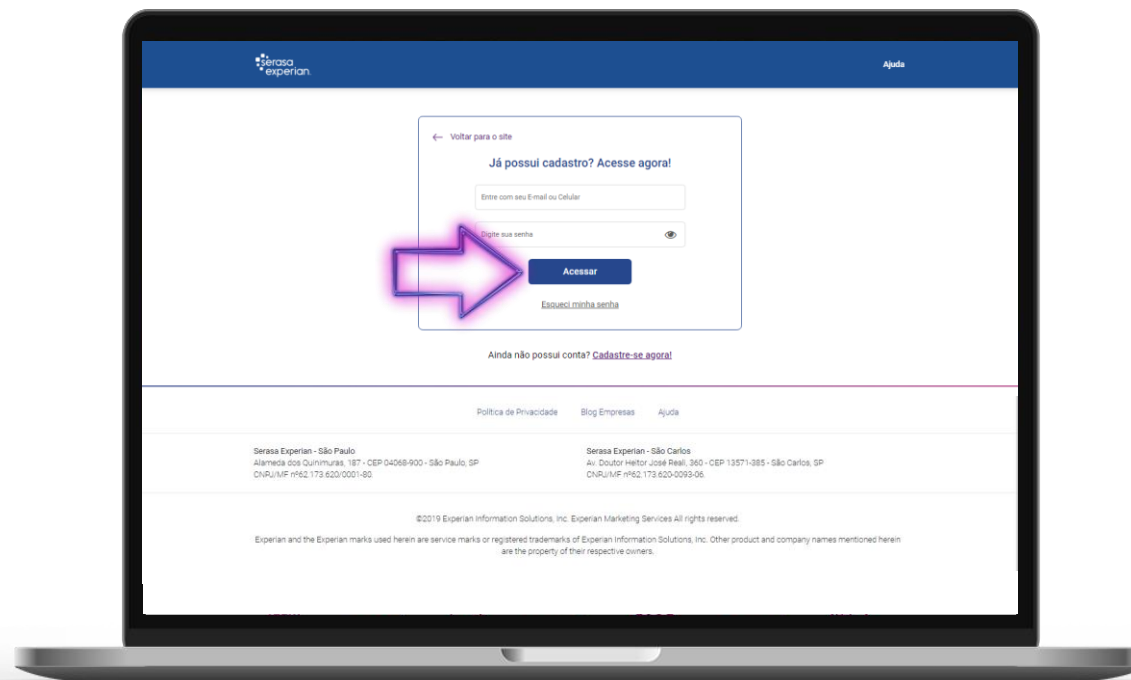 serasa
experian.
Ajuda
← Voltar para o site
Já possui cadastro? Acesse agora!
Entre com seu E-mail ou Celular
Digite sua senha
Acessar
Esqueci minha senha
Ainda não possui conta? Cadastre-se agora!
Política de Privacidade Blog Empresas Ajuda
Serasa Experian - São Paulo
Alameda dos Quinimuras, 187 - CEP 04068-900 - São Paulo, SP
CNPJ/MF nº62.173.620/0001-80.
Serasa Experian - São Carlos
Av. Doutor Heitor José Reali, 360 - CEP 13571-385 - São Carlos, SP
CNPJ/MF nº62.173.620-0093-06.
©2019 Experian Information Solutions, Inc. Experian Marketing Services All rights reserved.
Experian and the Experian marks used herein are service marks or registered trademarks of Experian Information Solutions, Inc. Other product and company names mentioned herein
are the property of their respective owners.